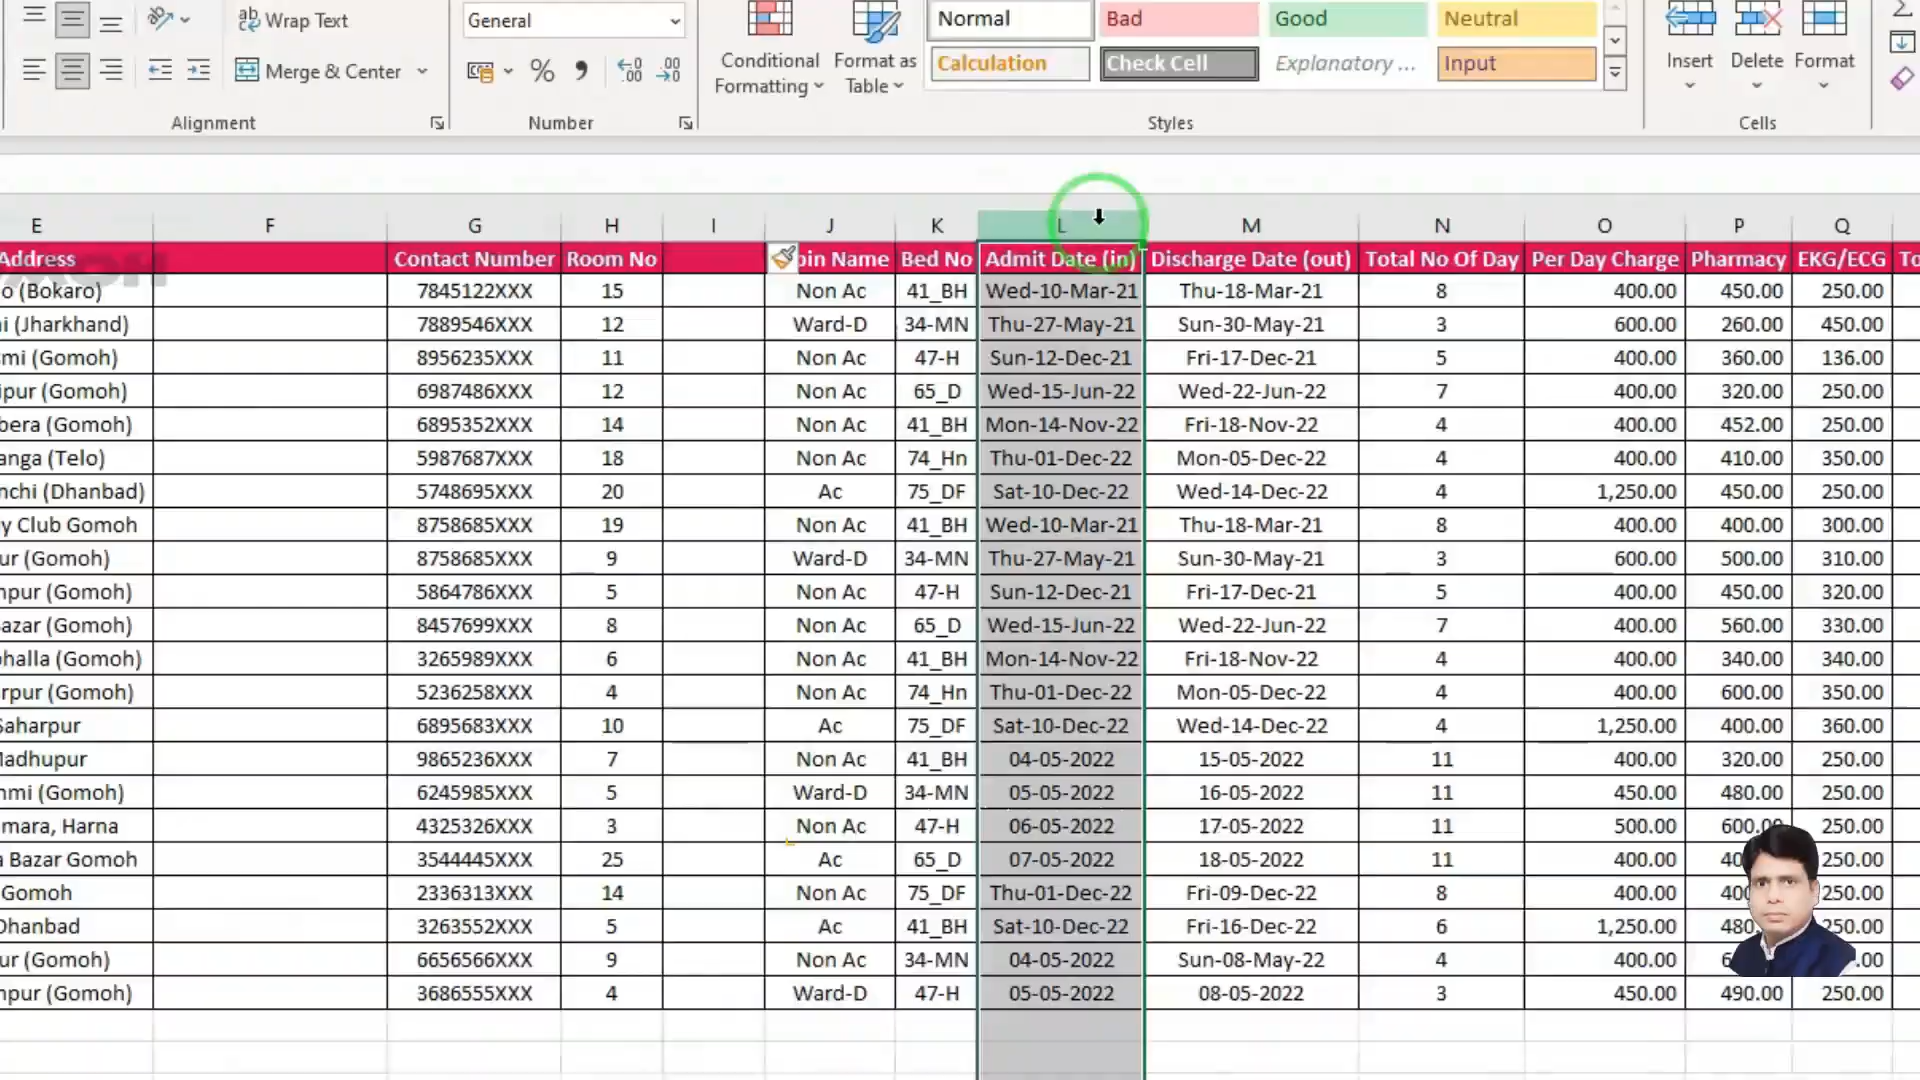 Wrap Text
General
Normal
Bad
Good
Neutral
Merge & Center
Conditional
Formatting
Format as
Table
Calculation
Check Cell
Explanatory ...
Input
Insert
Delete
Format
Alignment
Number
Styles
Cells
E F G H I J K L M N O P Q
Address Contact Number Room No Bed No Admit Date (in) Discharge Date (out) Total No Of Day Per Day Charge Pharmacy EKG/ECG
(Bokaro) 7845122XXX 15 Non Ac 41_BH Wed-10-Mar-21 Thu-18-Mar-21 8 400.00 450.00 250.00
(Jharkhand) 7889546XXX 12 Ward-D 34-MN Thu-27-May-21 Sun-30-May-21 3 600.00 260.00 450.00
(Gomoh) 8956235XXX 11 Non Ac 47-H Sun-12-Dec-21 Fri-17-Dec-21 5 400.00 360.00 136.00
(Gomoh) 6987486XXX 12 Non Ac 65_D Wed-15-Jun-22 Wed-22-Jun-22 7 400.00 320.00 250.00
(Gomoh) 6895352XXX 14 Non Ac 41_BH Mon-14-Nov-22 Fri-18-Nov-22 4 400.00 452.00 250.00
(Telo) 5987687XXX 18 Non Ac 74_Hn Thu-01-Dec-22 Mon-05-Dec-22 4 400.00 410.00 350.00
(Dhanbad) 5748695XXX 20 Ac 75_DF Sat-10-Dec-22 Wed-14-Dec-22 4 1,250.00 450.00 250.00
Club Gomoh 8758685XXX 19 Non Ac 41_BH Wed-10-Mar-21 Thu-18-Mar-21 8 400.00 400.00 300.00
(Gomoh) 8758685XXX 9 Ward-D 34-MN Thu-27-May-21 Sun-30-May-21 3 600.00 500.00 310.00
(Gomoh) 5864786XXX 5 Non Ac 47-H Sun-12-Dec-21 Fri-17-Dec-21 5 400.00 450.00 320.00
(Gomoh) 8457699XXX 8 Non Ac 65_D Wed-15-Jun-22 Wed-22-Jun-22 7 400.00 560.00 330.00
(Gomoh) 3265989XXX 6 Non Ac 41_BH Mon-14-Nov-22 Fri-18-Nov-22 4 400.00 340.00 340.00
(Gomoh) 5236258XXX 4 Non Ac 74_Hn Thu-01-Dec-22 Mon-05-Dec-22 4 400.00 600.00 350.00
Saharpur 6895683XXX 10 Ac 75_DF Sat-10-Dec-22 Wed-14-Dec-22 4 1,250.00 400.00 360.00
Madhupur 9865236XXX 7 Non Ac 41_BH 04-05-2022 15-05-2022 11 400.00 320.00 250.00
(Gomoh) 6245985XXX 5 Ward-D 34-MN 05-05-2022 16-05-2022 11 450.00 480.00 250.00
Harna 4325326XXX 3 Non Ac 47-H 06-05-2022 17-05-2022 11 500.00 250.00
Bazar Gomoh 3544445XXX 25 Ac 65_D 07-05-2022 18-05-2022 11 400.00 250.00
Gomoh 2336313XXX 14 Non Ac 75_DF Thu-01-Dec-22 Fri-09-Dec-22 8 400.00 250.00
Dhanbad 3263552XXX 5 Ac 41_BH Sat-10-Dec-22 Fri-16-Dec-22 6 1,250.00
(Gomoh) 6656566XXX 9 Non Ac 34-MN 04-05-2022 Sun-08-May-22 4 400.00
(Gomoh) 3686555XXX 4 Ward-D 47-H 05-05-2022 08-05-2022 3 450.00 490.00 250.00